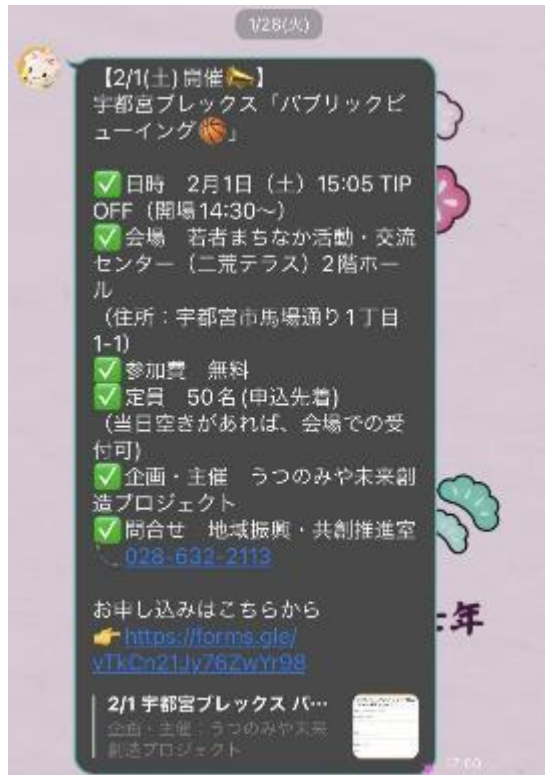 1/28(火)
【2/1(土)開催📣】
宇都宮ブレックス「パブリックビ
ューイング🏀」
✅日時　2月1日（土）15:05 TIP
OFF（開場14:30～）
✅会場　若者まちなか活動・交流
センター（二荒テラス）2階ホー
ル
（住所：宇都宮市馬場通り1丁目
1-1)
✅参加費　無料
✅定員　50名(申込先着)
（当日空きがあれば、会場での受
付可)
✅企画・主催　うつのみや未来創
造プロジェクト
✅問合せ　地域振興・共創推進室
📞028-632-2113
お申し込みはこちらから
👉https://forms.gle/
vTkCn21Jy76ZwYr98
2/1 宇都宮ブレックス パ…
企画・主催：うつのみや未来
創造プロジェクト
17:00
年